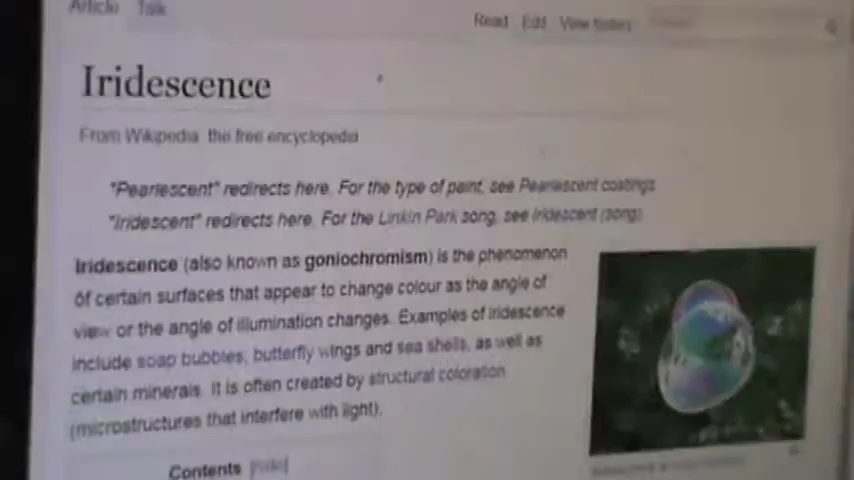 Article Talk
Read Edit View history
Iridescence
From Wikipedia, the free encyclopedia
"Pearlescent" redirects here. For the type of paint, see Pearlescent coatings.
"Iridescent" redirects here. For the Linkin Park song, see Iridescent (song).
Iridescence (also known as goniochromism) is the phenomenon
of certain surfaces that appear to change colour as the angle of
view or the angle of illumination changes. Examples of iridescence
include soap bubbles, butterfly wings and sea shells, as well as
certain minerals. It is often created by structural coloration
(microstructures that interfere with light).
Contents [hide]